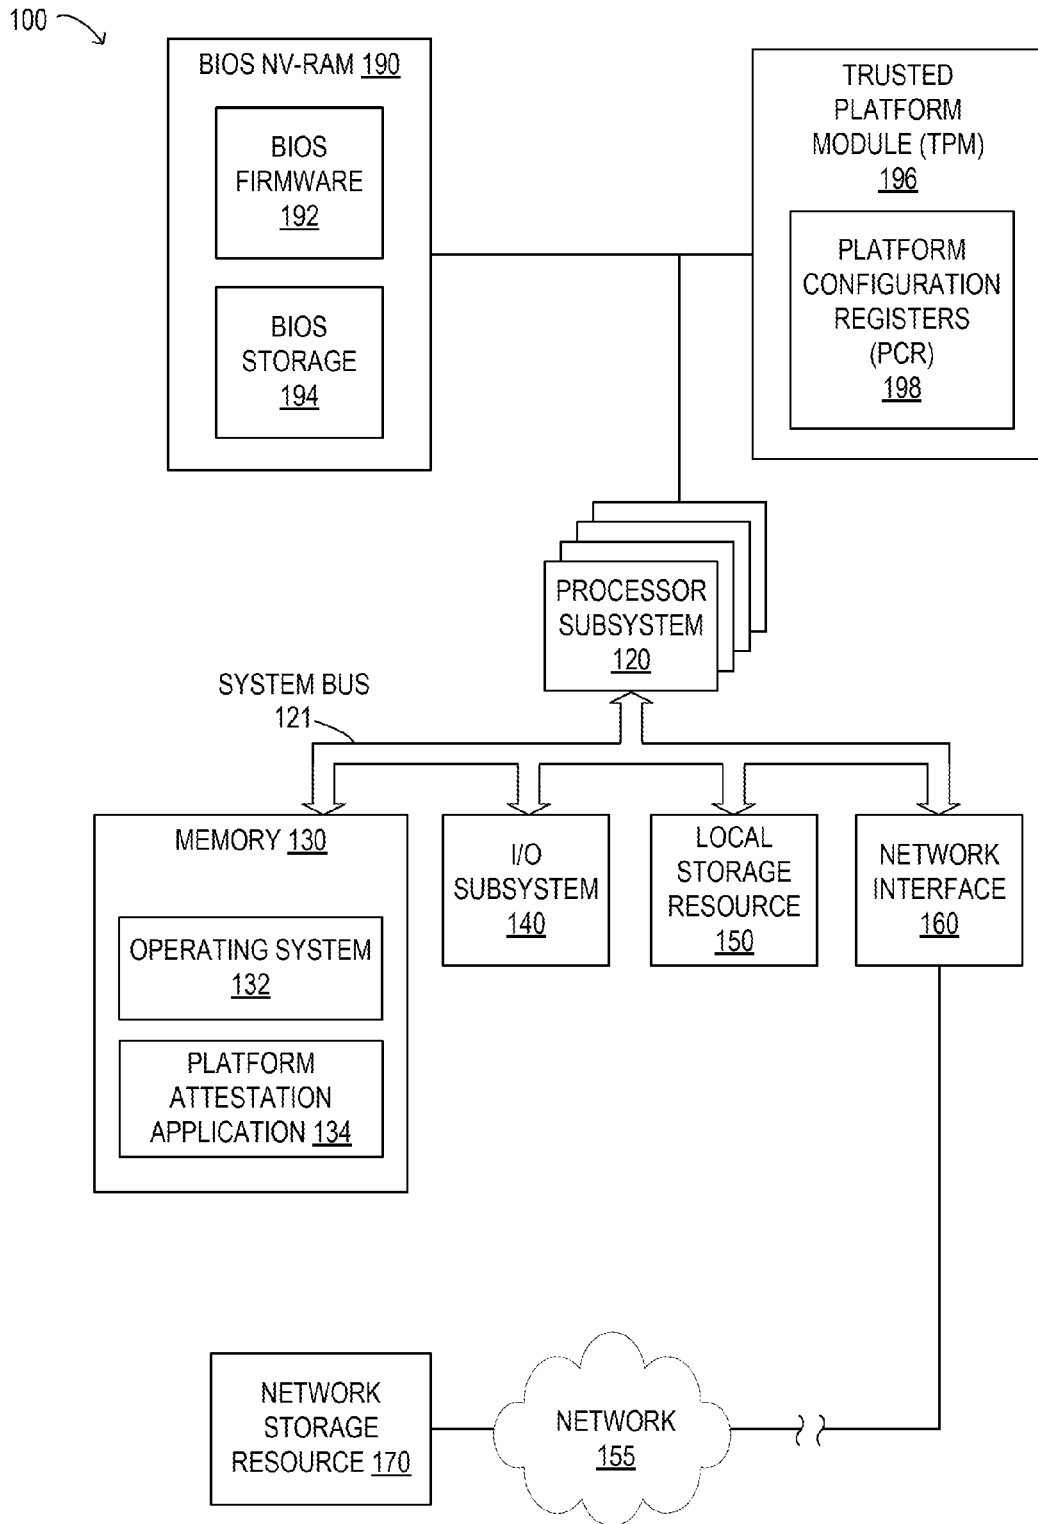 100
BIOS NV-RAM 190
BIOS
FIRMWARE
192
BIOS
STORAGE
194
TRUSTED
PLATFORM
MODULE (TPM)
196
PLATFORM
CONFIGURATION
REGISTERS
(PCR)
198
PROCESSOR
SUBSYSTEM
120
SYSTEM BUS
121
MEMORY 130
OPERATING SYSTEM
132
PLATFORM
ATTESTATION
APPLICATION 134
I/O
SUBSYSTEM
140
LOCAL
STORAGE
RESOURCE
150
NETWORK
INTERFACE
160
NETWORK
STORAGE
RESOURCE 170
NETWORK
155